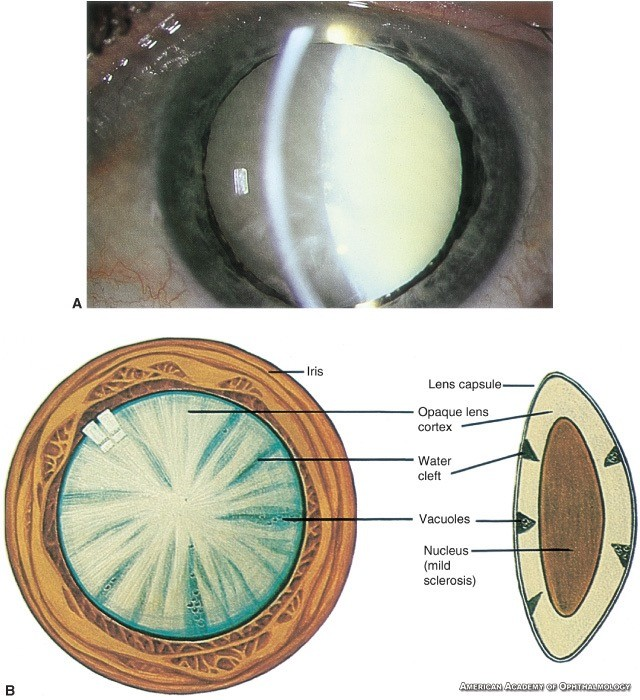 A
Iris
Lens capsule
Opaque lens
cortex
Water
cleft
Vacuoles
Nucleus
(mild
sclerosis)
B
AMERICAN ACADEMY OF OPHTHALMOLOGY